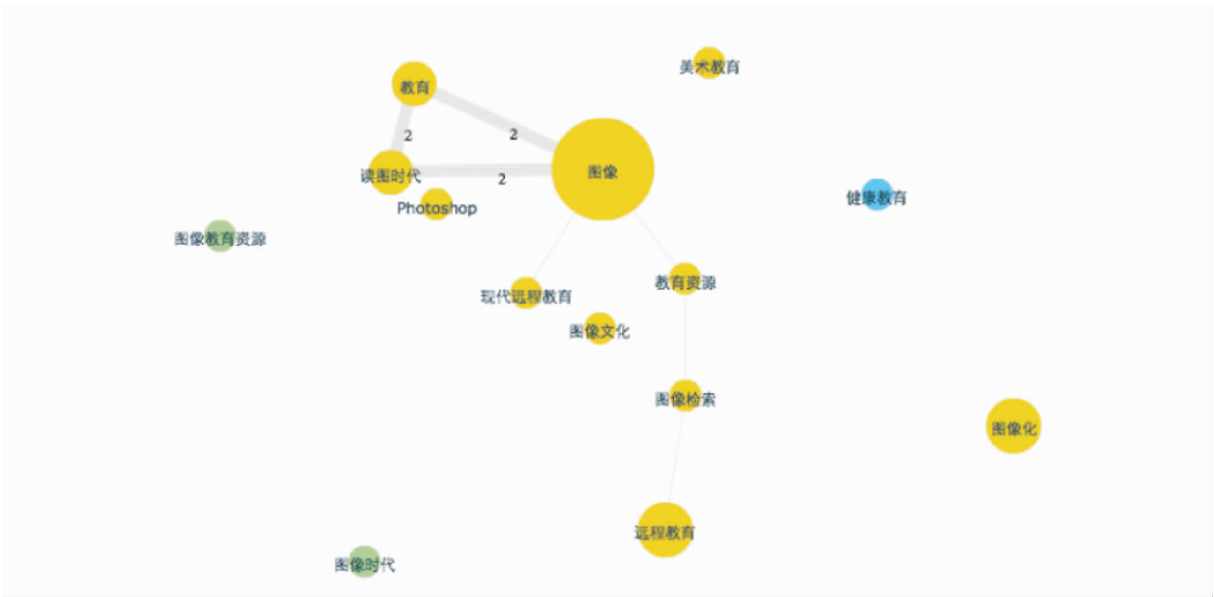 美术教育
教育
2
2
图像
读图时代
2
健康教育
Photoshop
图像教育资源
教育资源
现代远程教育
图像文化
图像检索
图像化
远程教育
图像时代